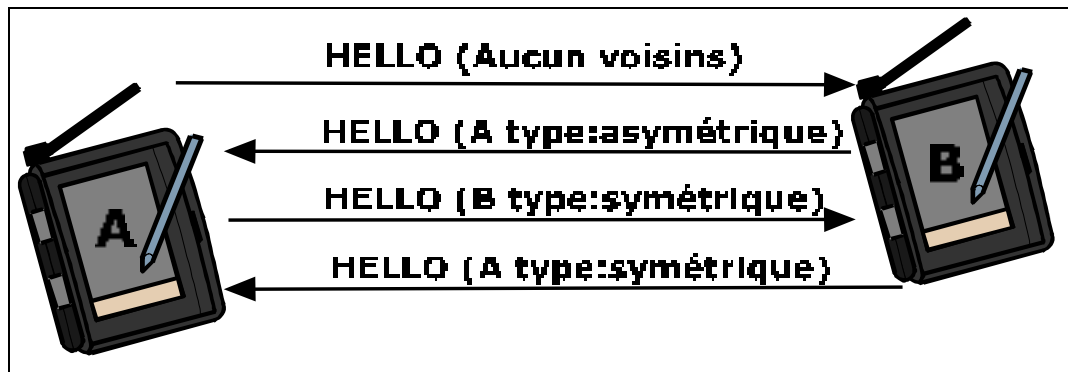 HELLO (Aucun voisins)
HELLO (A type:asymétrique)
B
HELLO (B type:symétrique)
A
HELLO (A type:symétrique)